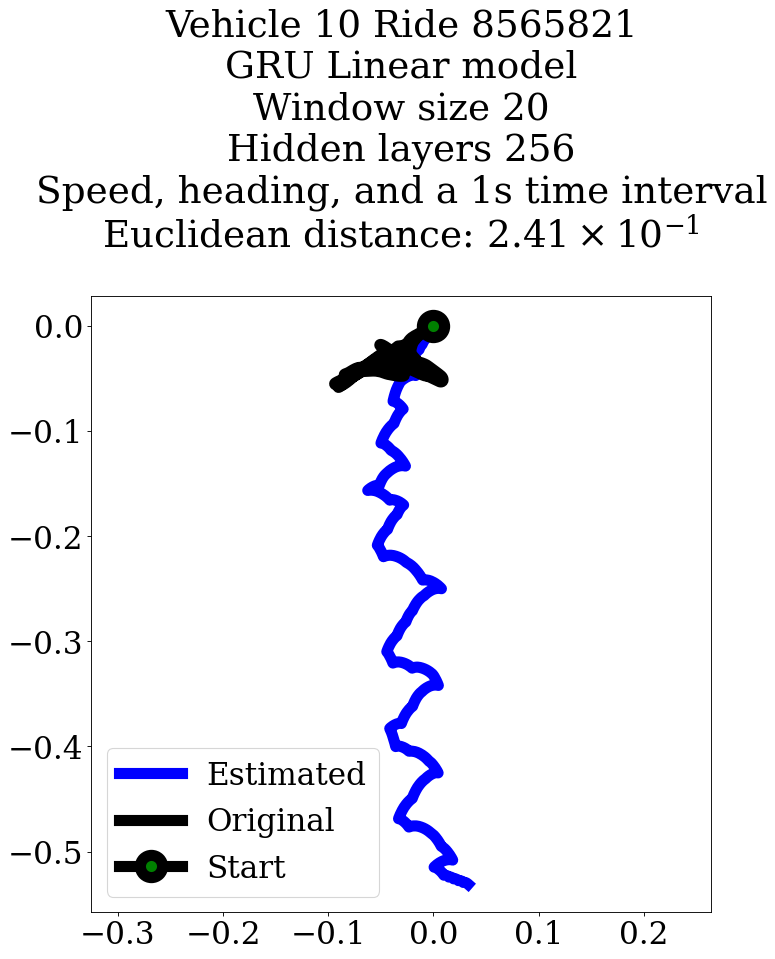 Vehicle 10 Ride 8565821
GRU Linear model
Window size 20
Hidden layers 256
Speed, heading, and a 1s time interval
Euclidean distance: 2.41 × 10⁻¹
0.0
−0.1
−0.2
−0.3
−0.4
−0.5
Estimated
Original
Start
−0.3 −0.2 −0.1 0.0 0.1 0.2